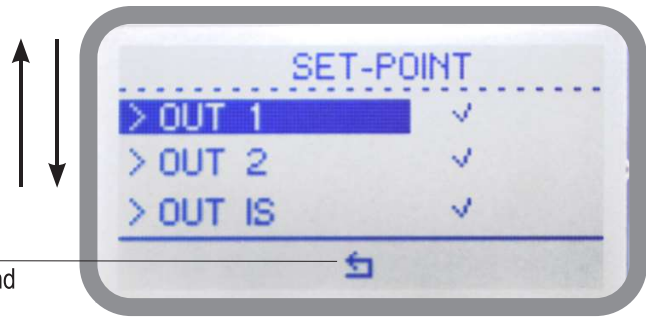 SET-POINT
> OUT 1 ✓
> OUT 2 ✓
> OUT IS ✓